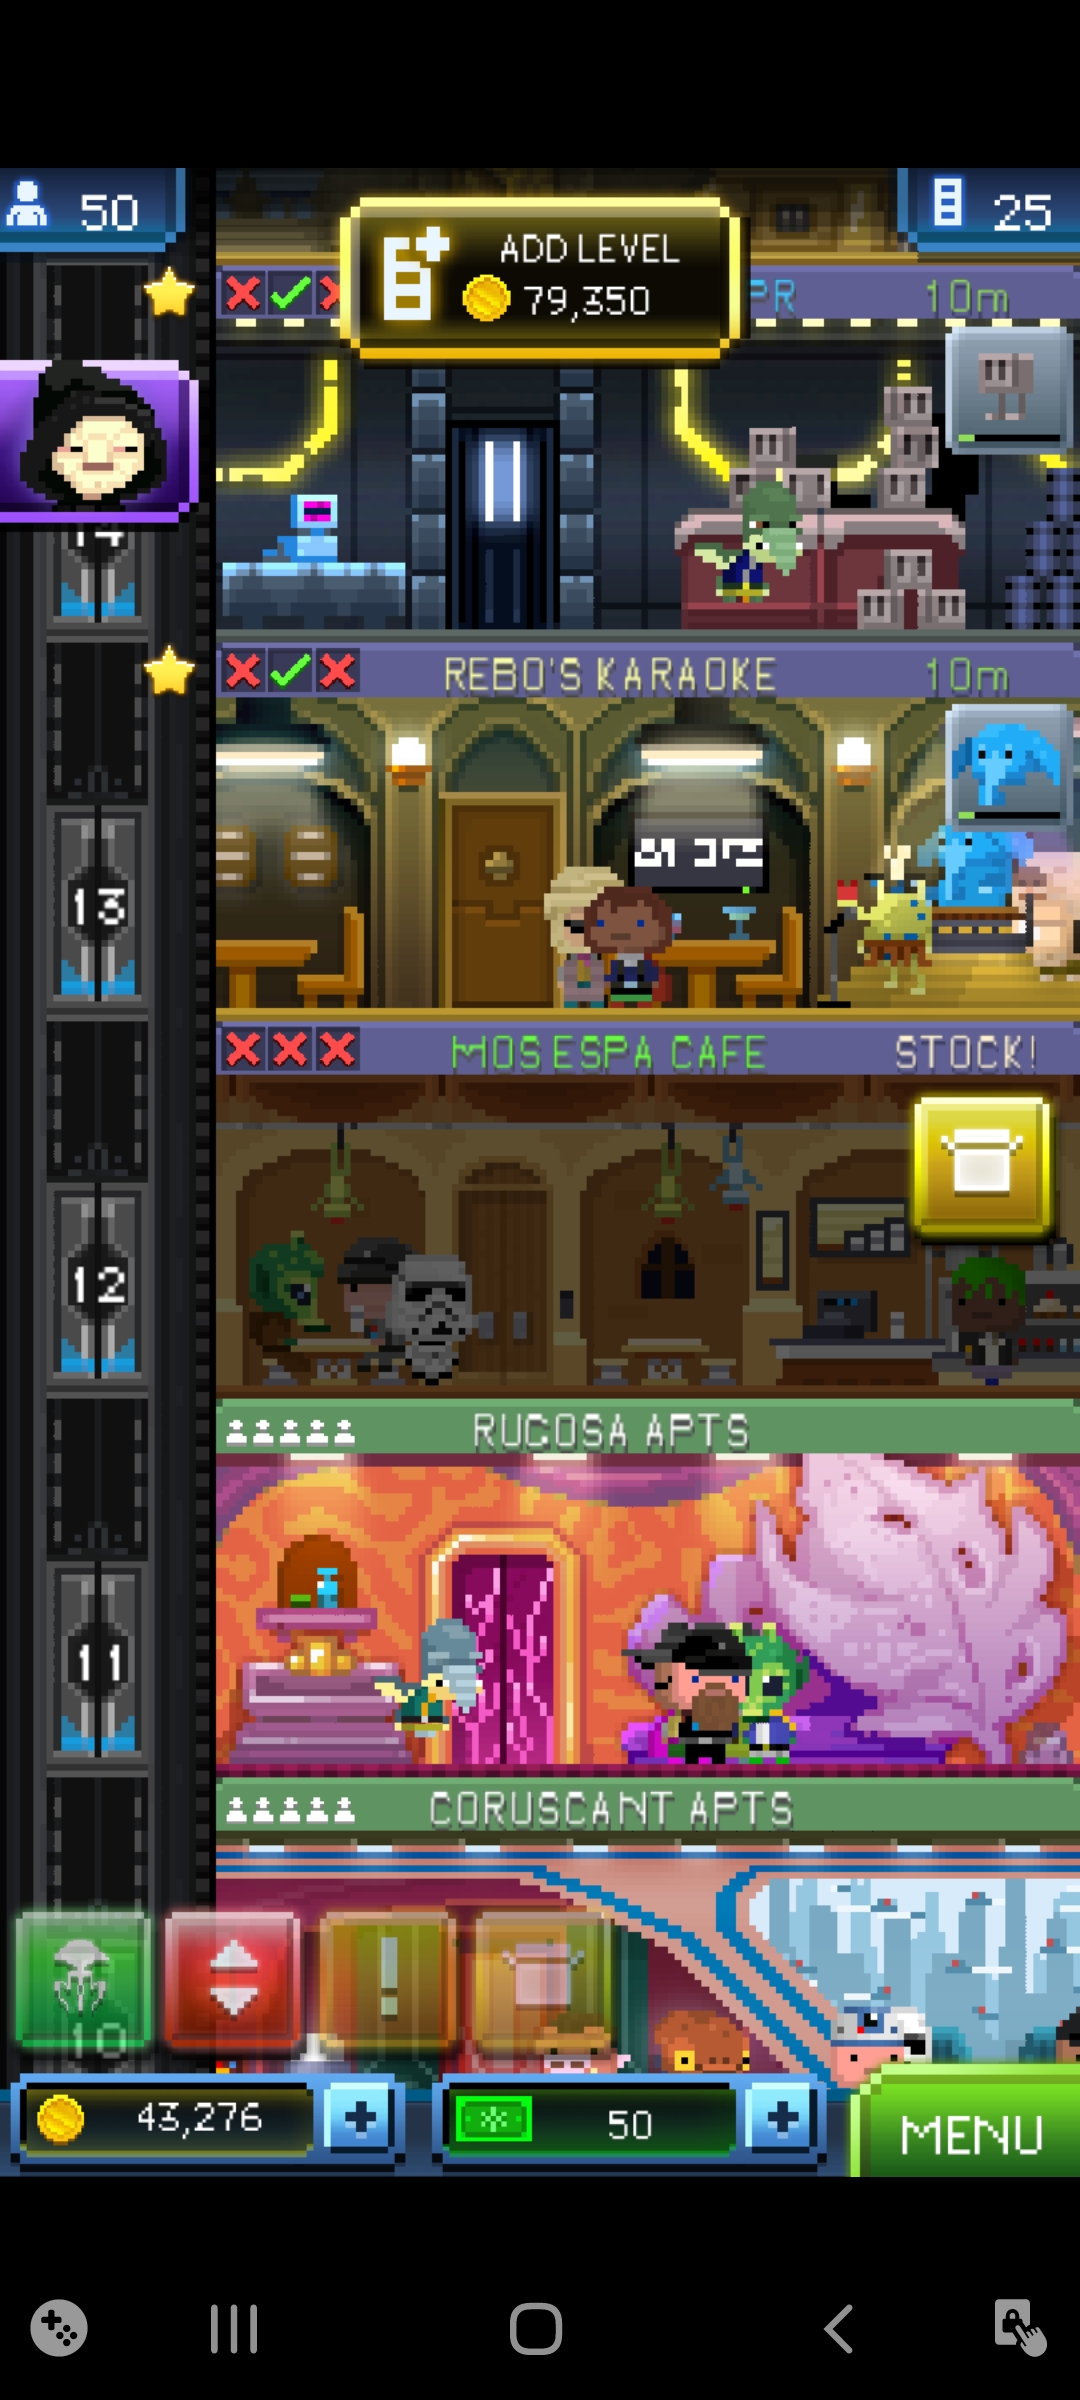 50
25
ADD LEVEL
79,350
PR
10m
14
REBO'S KARAOKE
10m
13
MOS ESPA CAFE
STOCK!
12
RUCOSA APTS
11
CORUSCANT APTS
10
43,276
50
MENU